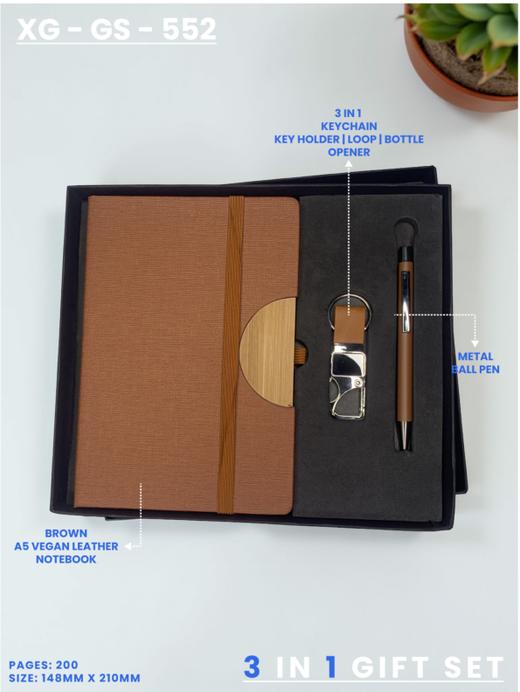 XG - GS - 552
3 IN 1
KEYCHAIN
KEY HOLDER | LOOP | BOTTLE
OPENER
METAL
BALL PEN
BROWN
A5 VEGAN LEATHER
NOTEBOOK
PAGES: 200
SIZE: 148MM X 210MM
3 IN 1 GIFT SET